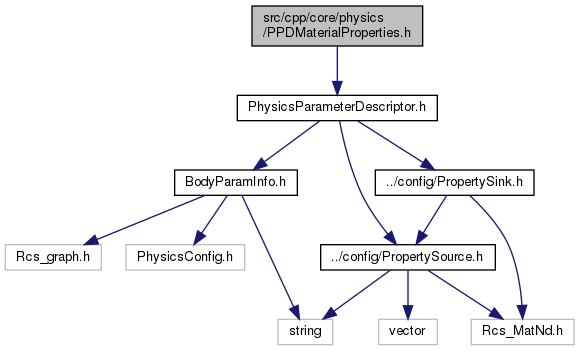 src/cpp/core/physics
/PPDMaterialProperties.h
PhysicsParameterDescriptor.h
BodyParamInfo.h
../config/PropertySink.h
Rcs_graph.h
PhysicsConfig.h
../config/PropertySource.h
string
vector
Rcs_MatNd.h